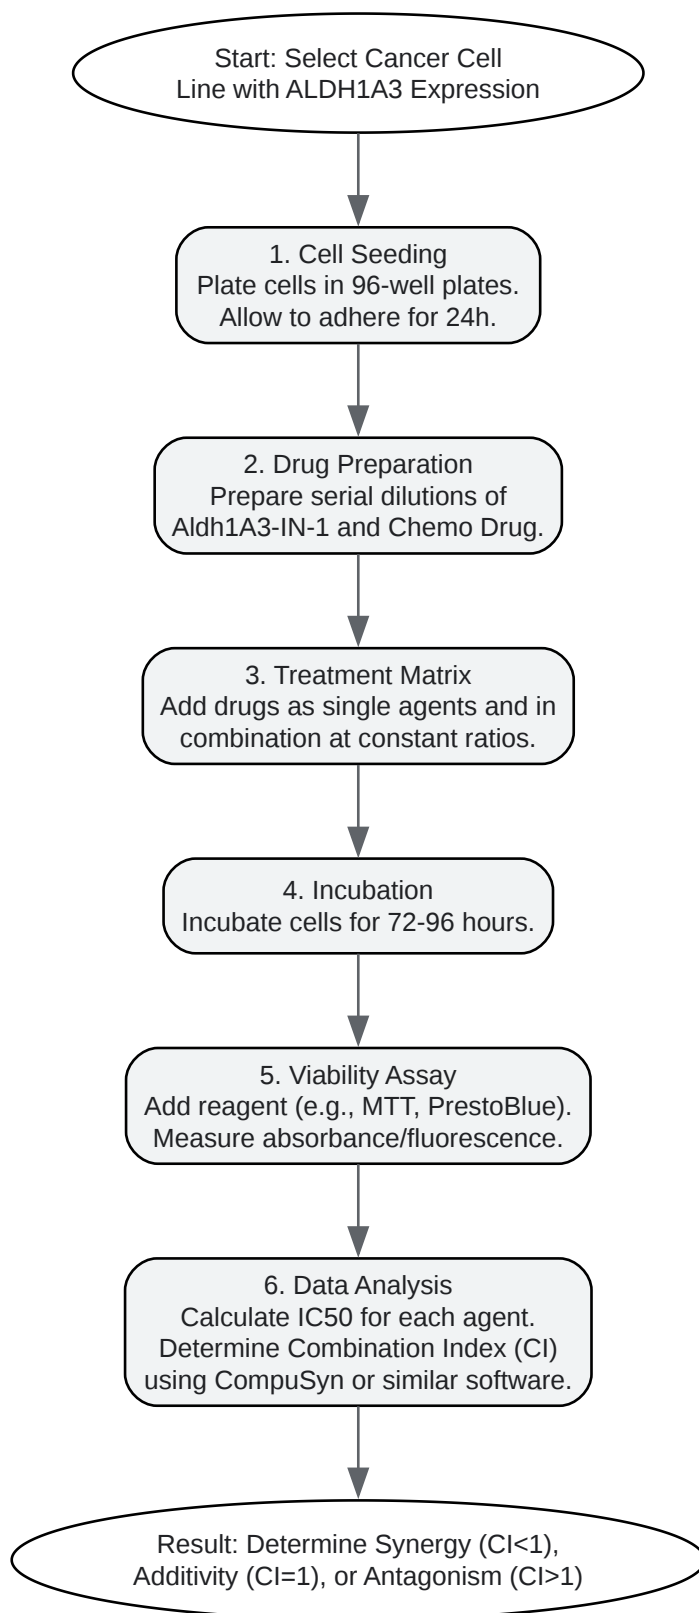 Start: Select Cancer Cell
Line with ALDH1A3 Expression
1. Cell Seeding
Plate cells in 96-well plates.
Allow to adhere for 24h.
2. Drug Preparation
Prepare serial dilutions of
Aldh1A3-IN-1 and Chemo Drug.
3. Treatment Matrix
Add drugs as single agents and in
combination at constant ratios.
4. Incubation
Incubate cells for 72-96 hours.
5. Viability Assay
Add reagent (e.g., MTT, PrestoBlue).
Measure absorbance/fluorescence.
6. Data Analysis
Calculate IC50 for each agent.
Determine Combination Index (CI)
using CompuSyn or similar software.
Result: Determine Synergy (CI<1),
Additivity (CI=1), or Antagonism (CI>1)